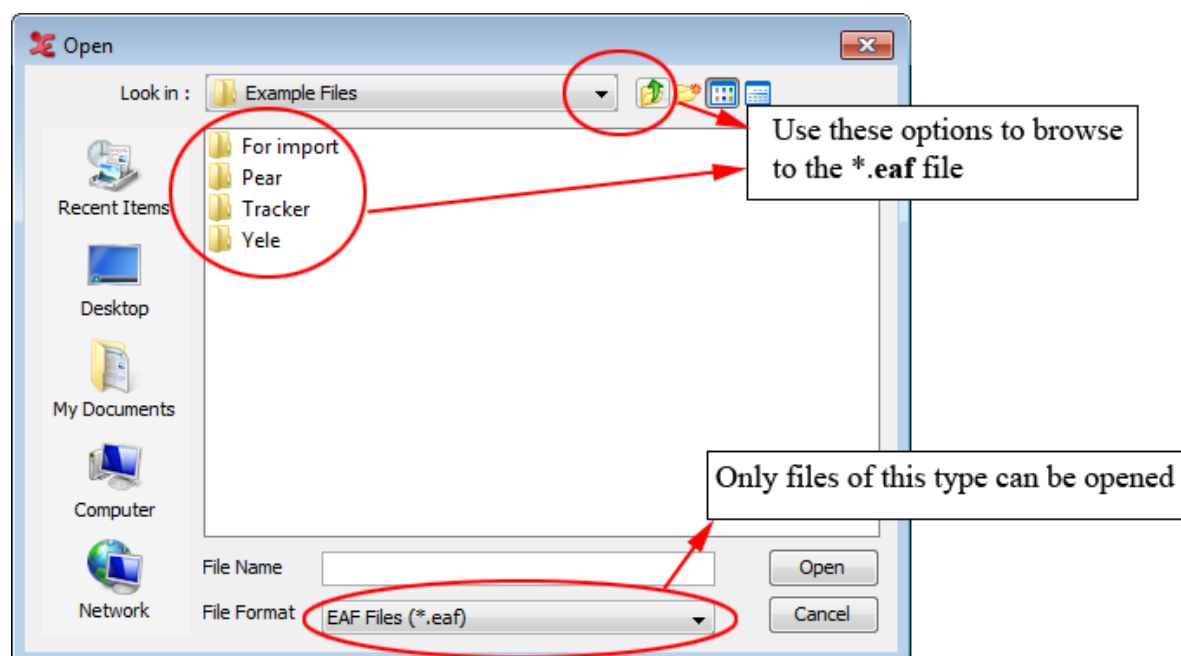 Open
Look in :
Example Files
For import
Pear
Tracker
Yele
Recent Items
Desktop
My Documents
Computer
Network
Use these options to browse
to the *.eaf file
Only files of this type can be opened
File Name
Open
File Format
EAF Files (*.eaf)
Cancel